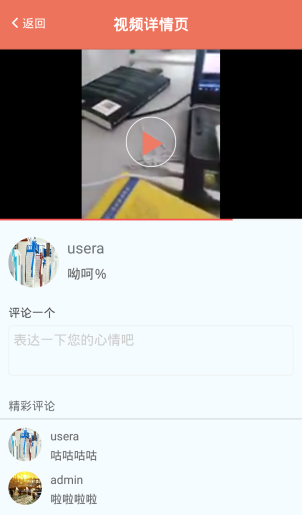 返回
视频详情页
usera
呦呵%
评论一个
表达一下您的心情吧
精彩评论
usera
咕咕咕咕
admin
啦啦啦啦